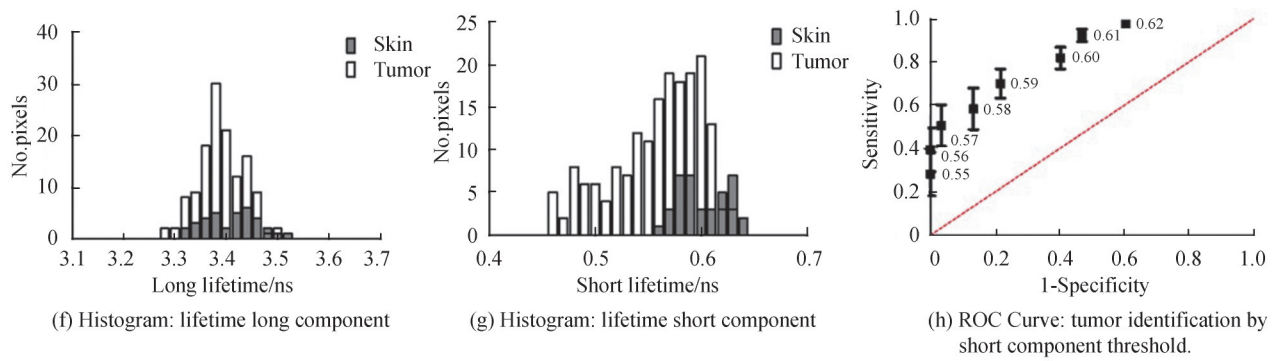 40
30
20
10
0
No.pixels
Skin
Tumor
3.1 3.2 3.3 3.4 3.5 3.6 3.7
Long lifetime/ns
(f) Histogram: lifetime long component
25
20
15
10
5
0
No.pixels
Skin
Tumor
0.4 0.5 0.6 0.7
Short lifetime/ns
(g) Histogram: lifetime short component
1.0
0.8
0.6
0.4
0.2
0
Sensitivity
0.62
0.61
0.60
0.59
0.58
0.57
0.56
0.55
0 0.2 0.4 0.6 0.8 1.0
1-Specificity
(h) ROC Curve: tumor identification by
short component threshold.